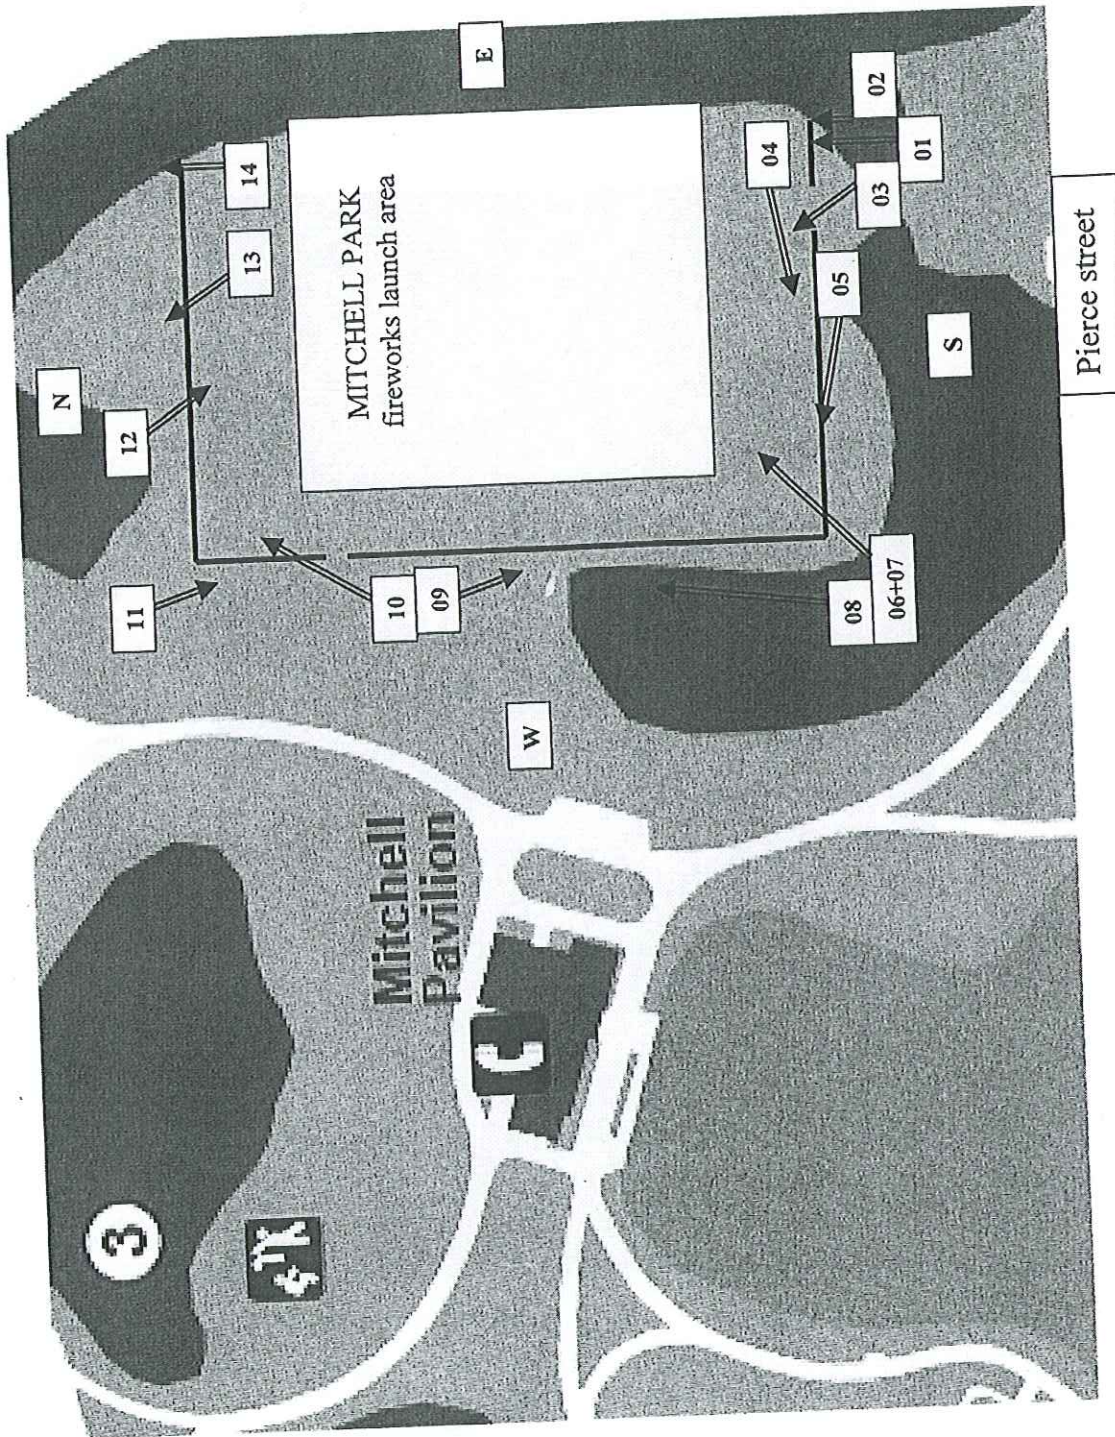 N
3
11
12
13
14
Mitchell
Pavilion
10
09
MITCHELL PARK
fireworks launch area
C
W
E
04
05
08
06+07
03
02
01
S
Pierce street